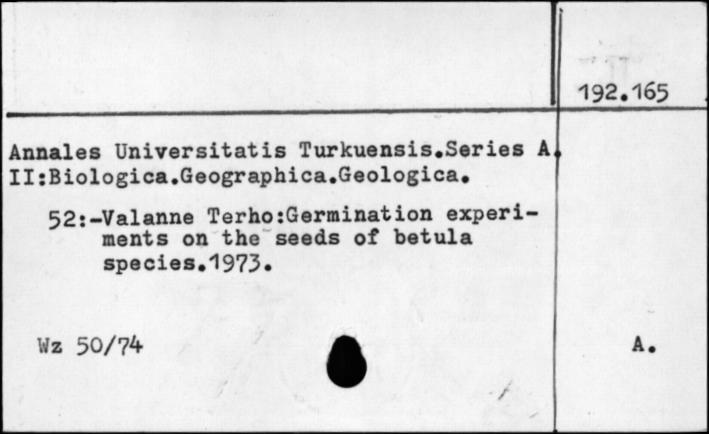 192.165
Annales Universitatis Turkuensis.Series A.
II:Biologica.Geographica.Geologica.
52:-Valanne Terho:Germination experi-
ments on the seeds of betula
species.1973.
Wz 50/74 A.